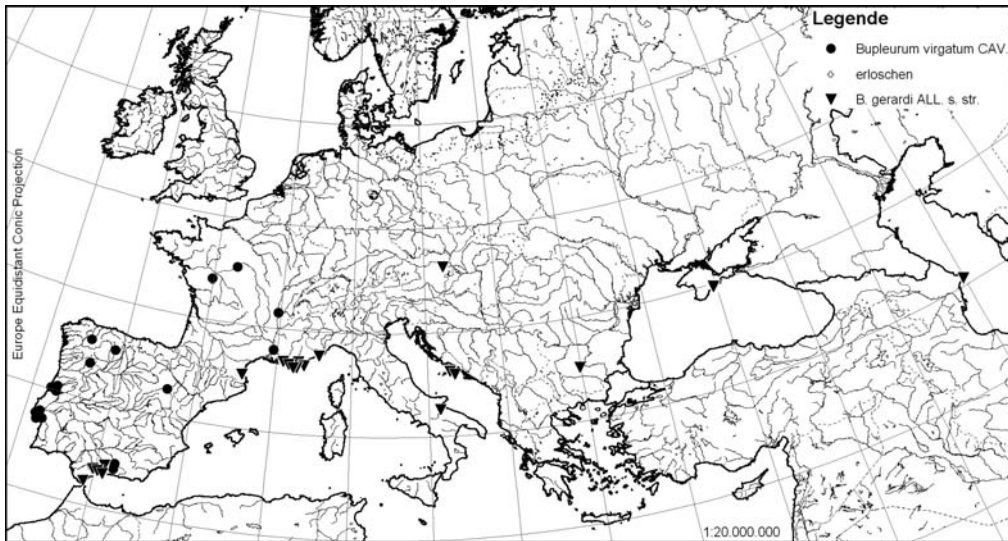 Legende
Bupleurum virgatum CAV.
erloschen
B. gerardi ALL. s. str.
Europe Equidistant Conic Projection
1:20.000.000